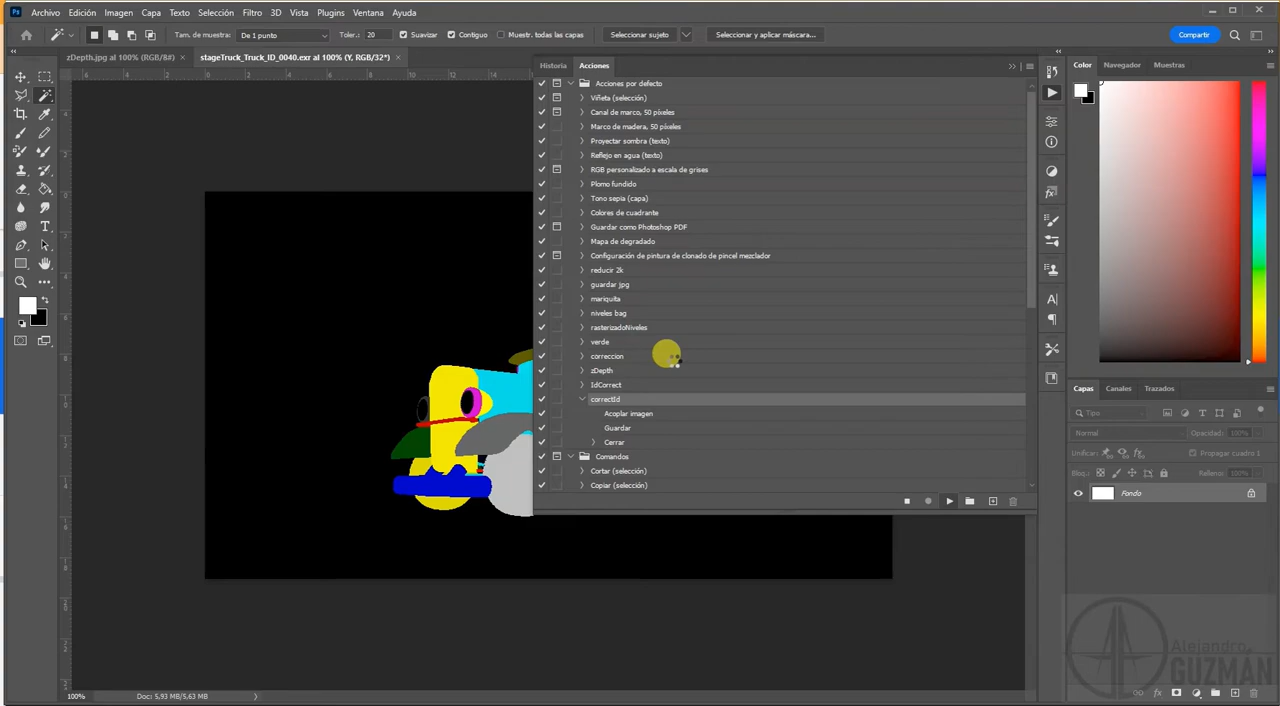 Archivo Edición Imagen Capa Texto Selección Filtro 3D Vista Plugins Ventana Ayuda
Tam. de muestra: De 1 punto Toler.: 20 Suavizar Contiguo Muestr. todas las capas Seleccionar sujeto Seleccionar y aplicar máscara... Compartir
zDepth.jpg al 100% (RGB/8#) × stageTruck_Truck_ID_0040.exr al 100% (Y, RGB/32*) ×
Historia Acciones
Color Navegador Muestras
Acciones por defecto
Viñeta (selección)
Canal de marco, 50 píxeles
Marco de madera, 50 píxeles
Proyectar sombra (texto)
Reflejo en agua (texto)
RGB personalizado a escala de grises
Plomo fundido
Tono sepia (capa)
Colores de cuadrante
Guardar como Photoshop PDF
Mapa de degradado
Configuración de pintura de clonado de pincel mezclador
reducir 2k
guardar jpg
mariquita
niveles bag
rasterizadoNiveles
verde
correccion
zDepth
IdCorrect
correctId
Acoplar imagen
Guardar
Cerrar
Comandos
Cortar (selección)
Copiar (selección)
Capas Canales Trazados
Tipo
Normal Opacidad: 100%
Unificar: Propagar cuadro 1
Bloq.: Relleno: 100%
Fondo
100% Doc: 5,93 MB/5,63 MB
Alejandro
GUZMÁN